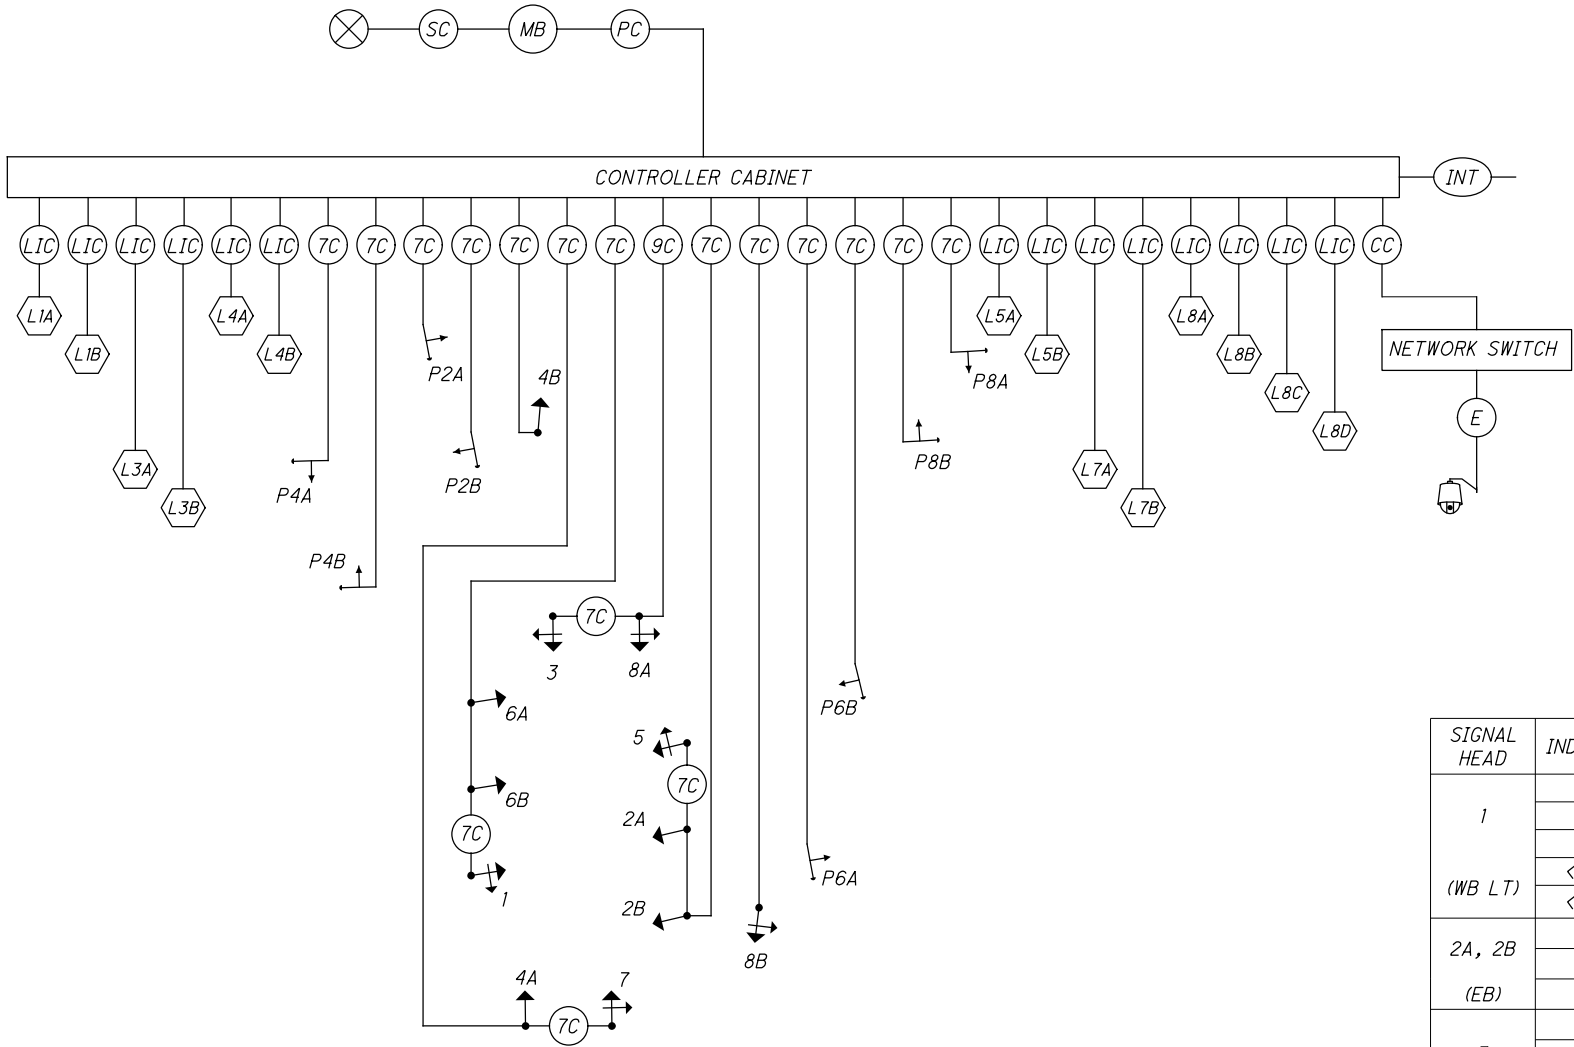 SC MB PC
CONTROLLER CABINET INT
LIC LIC LIC LIC LIC LIC 7C 7C 7C 7C 7C 7C 7C 9C 7C 7C 7C 7C 7C 7C LIC LIC LIC LIC LIC LIC LIC LIC CC
L1A L4A L5A L8A
L1B L4B L5B L8B NETWORK SWITCH
P2A 4B P8A L8C
L8D E
L3A P8B L7A
P4A P2B
L3B L7B
P4B
7C
3 8A
P6B
6A
5
7C
6B
2A
7C
P6A
1 2B
8B
4A 7
7C
SIGNAL
HEAD
1
(WB LT)
2A, 2B
(EB)